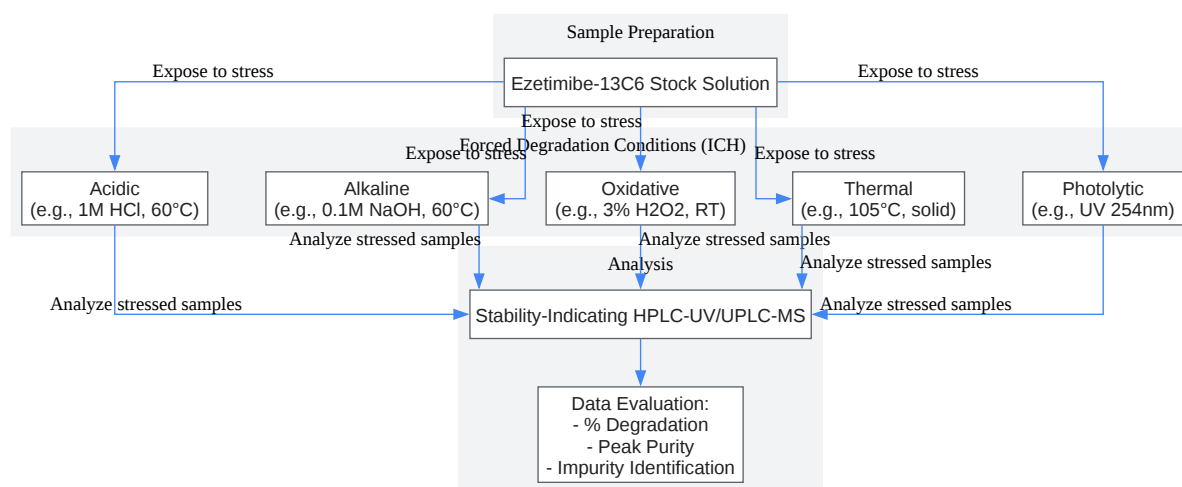 Sample Preparation
Expose to stress
Ezetimibe-13C6 Stock Solution
Expose to stress
Expose to stress
Forced Degradation Conditions (ICH)
Expose to stress
Expose to stress
Acidic
(e.g., 1M HCl, 60°C)
Alkaline
(e.g., 0.1M NaOH, 60°C)
Oxidative
(e.g., 3% H2O2, RT)
Thermal
(e.g., 105°C, solid)
Photolytic
(e.g., UV 254nm)
Analyze stressed samples
Analyze stressed samples
Analysis
Analyze stressed samples
Analyze stressed samples
Analyze stressed samples
Stability-Indicating HPLC-UV/UPLC-MS
Data Evaluation:
- % Degradation
- Peak Purity
- Impurity Identification